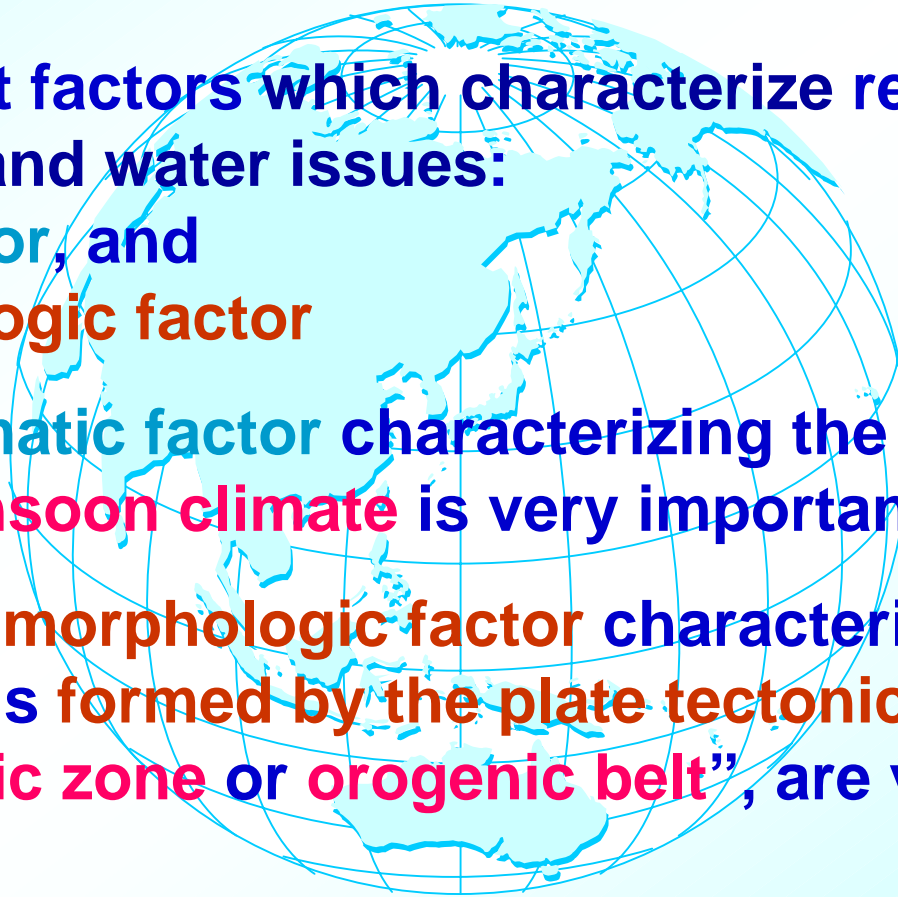 t factors which characterize re
and water issues:
or, and
ogic factor
matic factor characterizing the
nsoon climate is very importan
morphologic factor characteri
s formed by the plate tectonic
ic zone or orogenic belt”, are v